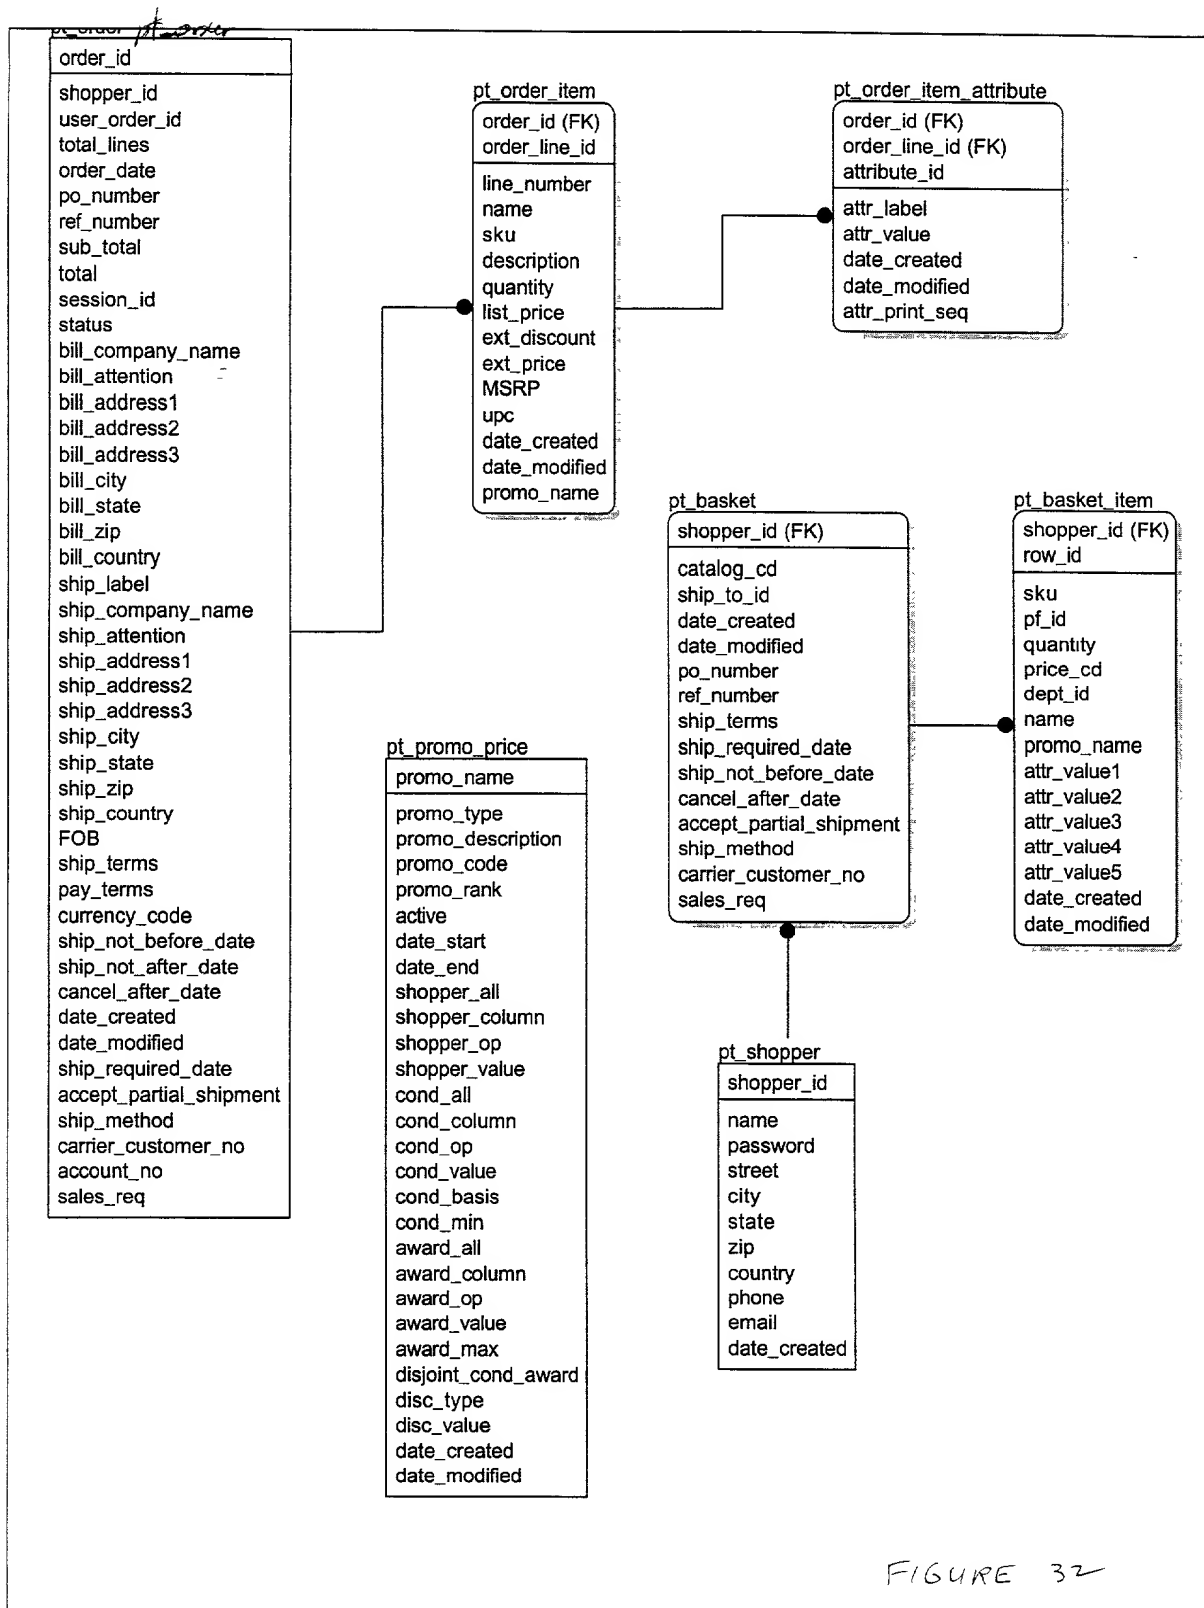 pt_order pt_order
order_id
shopper_id
user_order_id
total_lines
order_date
po_number
ref_number
sub_total
total
session_id
status
bill_company_name
bill_attention
bill_address1
bill_address2
bill_address3
bill_city
bill_state
bill_zip
bill_country
ship_label
ship_company_name
ship_attention
ship_address1
ship_address2
ship_address3
ship_city
ship_state
ship_zip
ship_country
FOB
ship_terms
pay_terms
currency_code
ship_not_before_date
ship_not_after_date
cancel_after_date
date_created
date_modified
ship_required_date
accept_partial_shipment
ship_method
carrier_customer_no
account_no
sales_req
pt_order_item
order_id (FK)
order_line_id
line_number
name
sku
description
quantity
list_price
ext_discount
ext_price
MSRP
upc
date_created
date_modified
promo_name
pt_order_item_attribute
order_id (FK)
order_line_id (FK)
attribute_id
attr_label
attr_value
date_created
date_modified
attr_print_seq
pt_basket
shopper_id (FK)
catalog_cd
ship_to_id
date_created
date_modified
po_number
ref_number
ship_terms
ship_required_date
ship_not_before_date
cancel_after_date
accept_partial_shipment
ship_method
carrier_customer_no
sales_req
pt_basket_item
shopper_id (FK)
row_id
sku
pf_id
quantity
price_cd
dept_id
name
promo_name
attr_value1
attr_value2
attr_value3
attr_value4
attr_value5
date_created
date_modified
pt_promo_price
promo_name
promo_type
promo_description
promo_code
promo_rank
active
date_start
date_end
shopper_all
shopper_column
shopper_op
shopper_value
cond_all
cond_column
cond_op
cond_value
cond_basis
cond_min
award_all
award_column
award_op
award_value
award_max
disjoint_cond_award
disc_type
disc_value
date_created
date_modified
pt_shopper
shopper_id
name
password
street
city
state
zip
country
phone
email
date_created
FIGURE 32